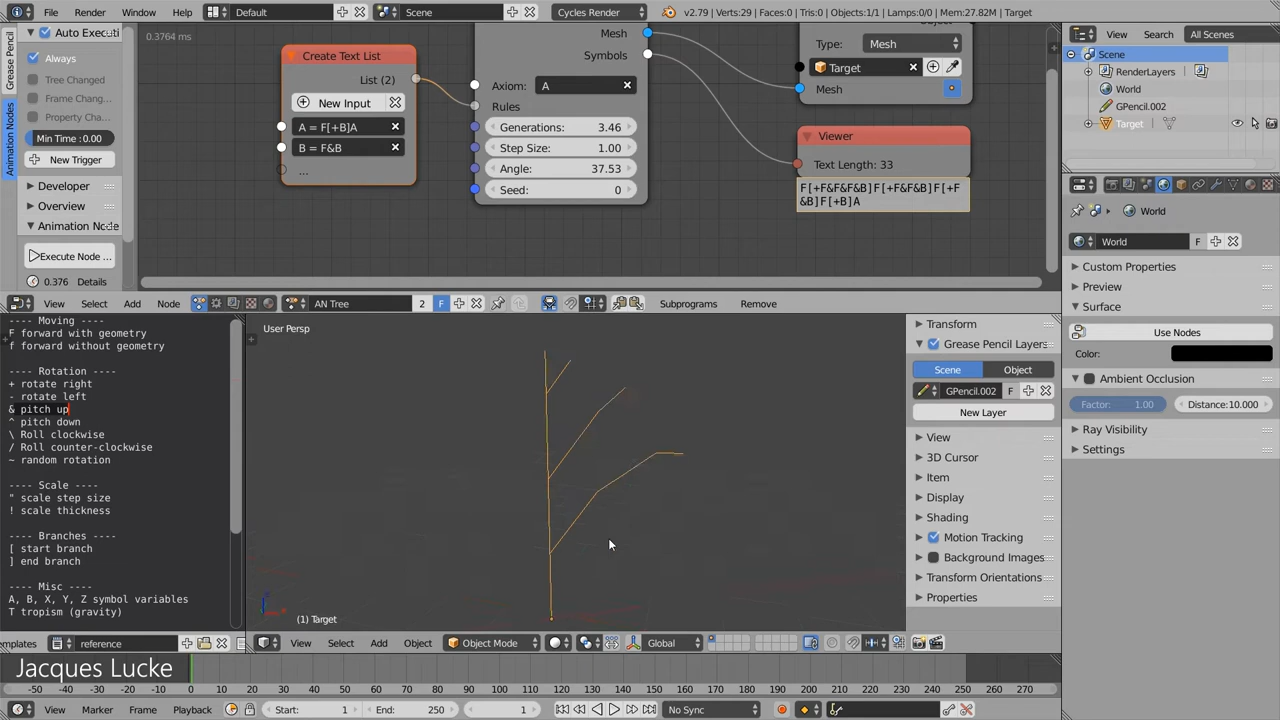 File Render Window Help Default Scene Cycles Render v2.79 | Verts:29 | Faces:0 | Tris:0 | Objects:1/1 | Lamps:0/0 | Mem:27.82M | Target
Grease Pencil
Animation Nodes
Auto Executi
Always
Tree Changed
Frame Chang...
Property Cha...
Min Time : 0.00
New Trigger
Developer
Overview
Animation Node
Execute Node ...
0.376 Details
0.3764 ms
Create Text List
List (2)
New Input
A = F[+B]A
B = F&B
...
Mesh
Symbols
Axiom: A
Rules
Generations: 3.46
Step Size: 1.00
Angle: 37.53
Seed: 0
Object
Type: Mesh
Target
Mesh
Viewer
Text Length: 33
F[+F&F&F&B]F[+F&F&B]F[+F
&B]F[+B]A
View Select Add Node AN Tree 2 F Subprograms Remove
---- Moving ----
F forward with geometry
f forward without geometry
---- Rotation ----
+ rotate right
- rotate left
& pitch up
^ pitch down
\ Roll clockwise
/ Roll counter-clockwise
~ random rotation
---- Scale ----
" scale step size
! scale thickness
---- Branches ----
[ start branch
] end branch
---- Misc ----
A, B, X, Y, Z symbol variables
T tropism (gravity)
emplates reference
User Persp
(1) Target
View Select Add Object Mode Global
Transform
Grease Pencil Layers
Scene Object
GPencil.002 F
New Layer
View
3D Cursor
Item
Display
Shading
Motion Tracking
Background Images
Transform Orientations
Properties
View Search All Scenes
Scene
RenderLayers
World
GPencil.002
Target
World
World F
Custom Properties
Preview
Surface
Use Nodes
Color:
Ambient Occlusion
Factor: 1.00 Distance:10.000
Ray Visibility
Settings
Jacques Lucke
-50 -40 -30 -20 -10 0 10 20 30 40 50 60 70 80 90 100 110 120 130 140 150 160 170 180 190 200 210 220 230 240 250 260 270
View Marker Frame Playback Start: 1 End: 250 1 No Sync